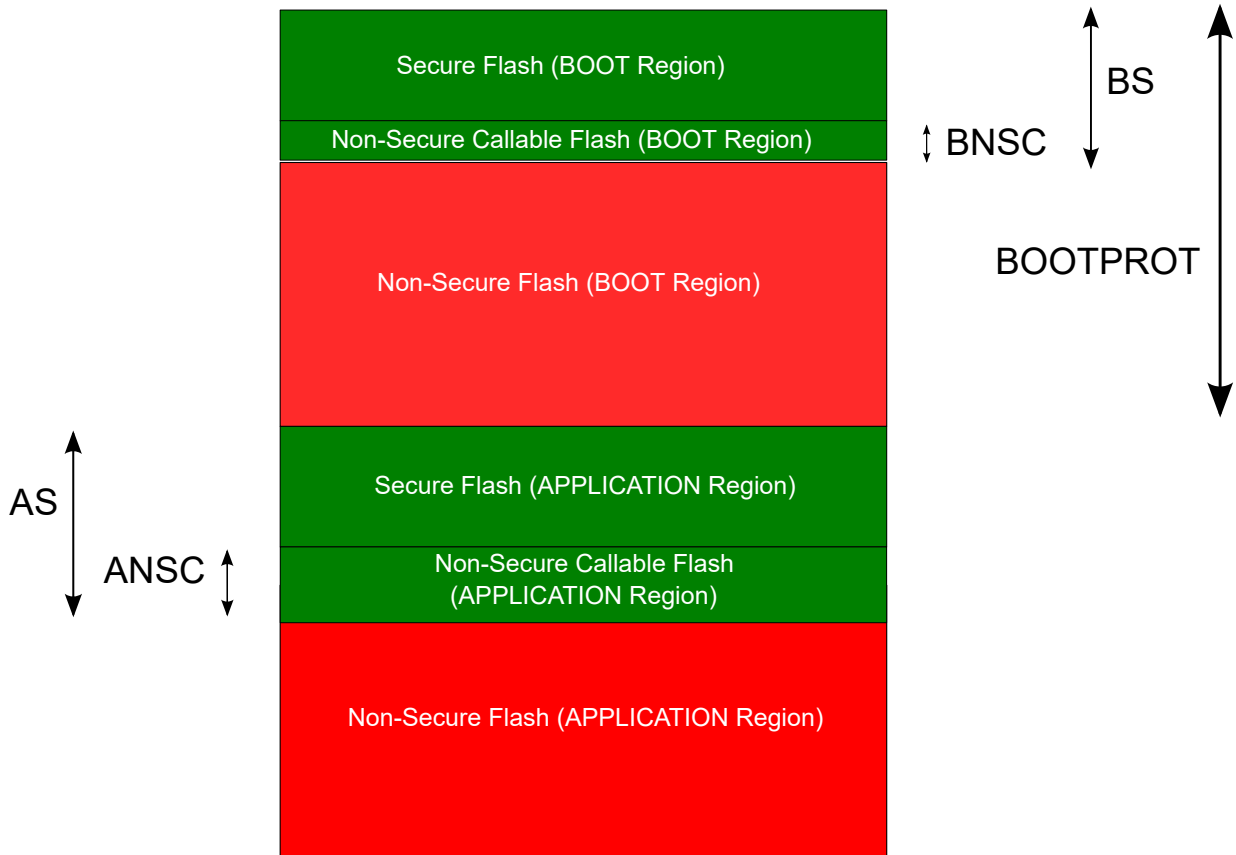 Secure Flash (BOOT Region)
BS
Non-Secure Callable Flash (BOOT Region)
BNSC
BOOTPROT
Non-Secure Flash (BOOT Region)
Secure Flash (APPLICATION Region)
AS
ANSC
Non-Secure Callable Flash
(APPLICATION Region)
Non-Secure Flash (APPLICATION Region)